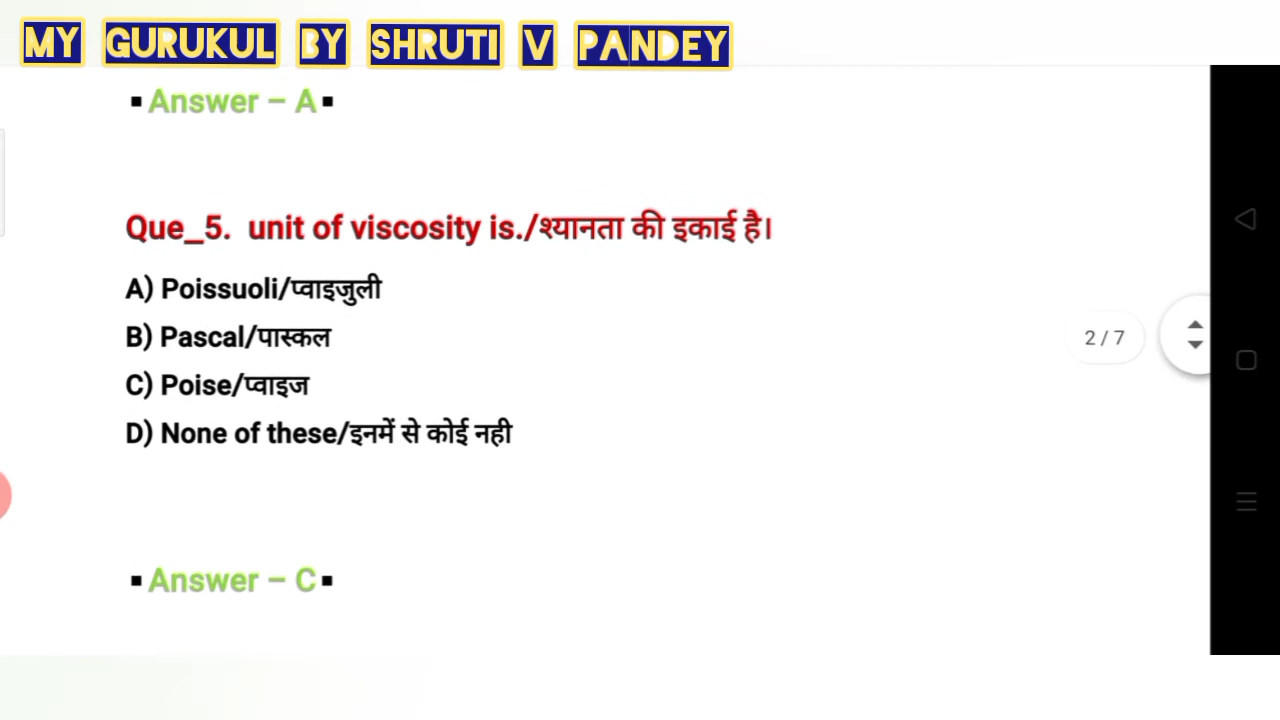 MY GURUKUL BY SHRUTI V PANDEY
▪Answer – A▪
Que_5. unit of viscosity is./श्यानता की इकाई है।
A) Poissuoli/प्वाइजुली
B) Pascal/पास्कल
C) Poise/प्वाइज
D) None of these/इनमें से कोई नही
2 / 7
▪Answer – C▪